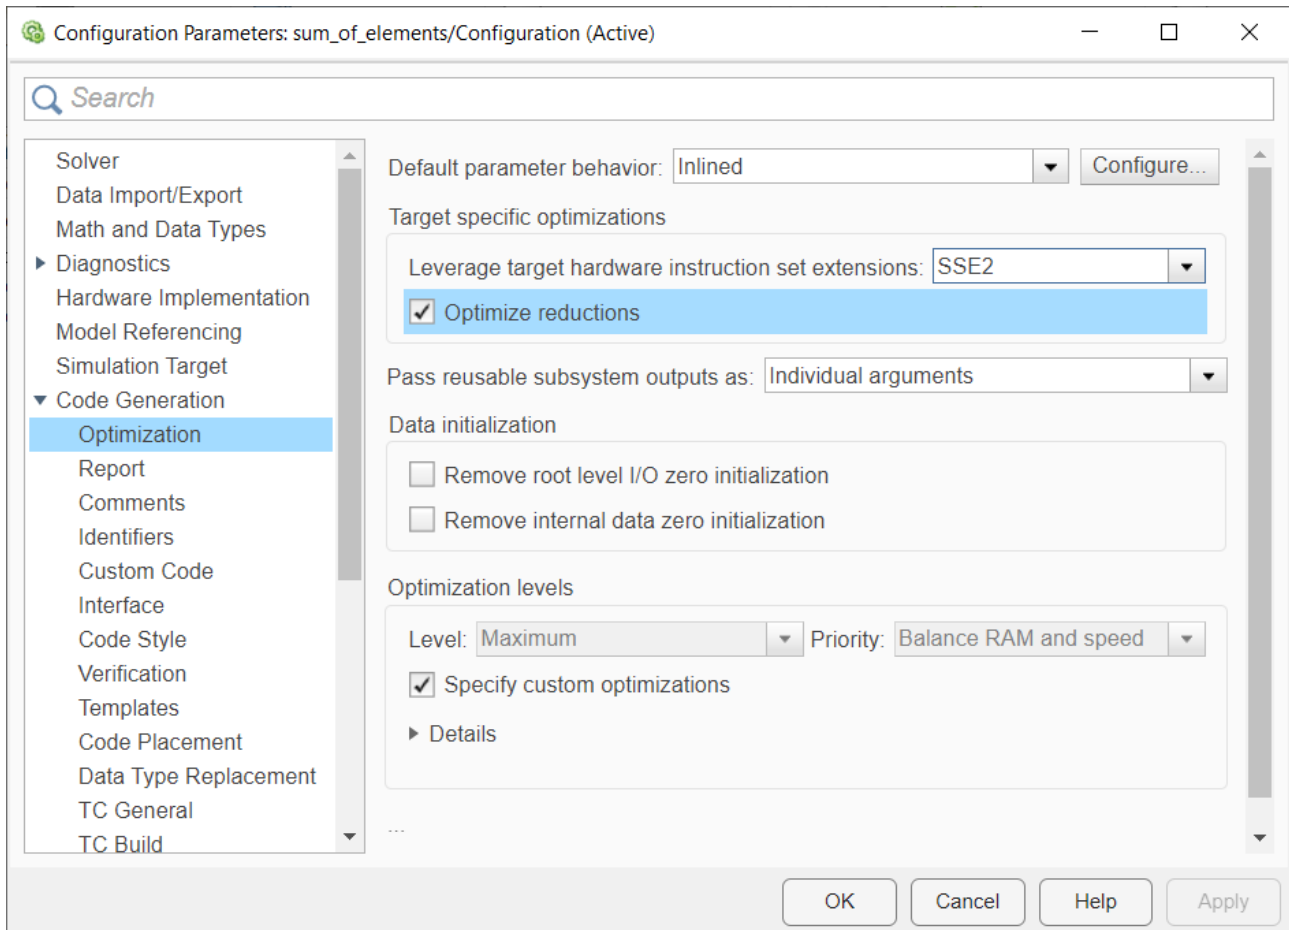 Configuration Parameters: sum_of_elements/Configuration (Active)
Search
Solver
Data Import/Export
Math and Data Types
Diagnostics
Hardware Implementation
Model Referencing
Simulation Target
Code Generation
Optimization
Report
Comments
Identifiers
Custom Code
Interface
Code Style
Verification
Templates
Code Placement
Data Type Replacement
TC General
TC Build
Default parameter behavior: Inlined Configure...
Target specific optimizations
Leverage target hardware instruction set extensions: SSE2
Optimize reductions
Pass reusable subsystem outputs as: Individual arguments
Data initialization
Remove root level I/O zero initialization
Remove internal data zero initialization
Optimization levels
Level: Maximum Priority: Balance RAM and speed
Specify custom optimizations
Details
...
OK Cancel Help Apply